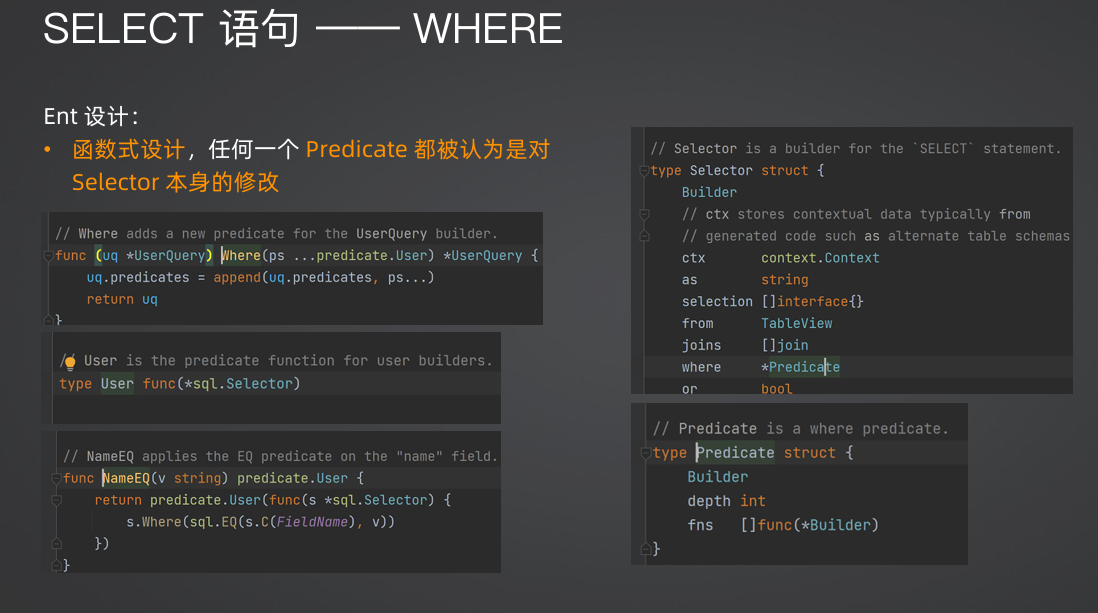 SELECT 语句 —— WHERE
Ent 设计：
• 函数式设计，任何一个 Predicate 都被认为是对
Selector 本身的修改
// Where adds a new predicate for the UserQuery builder.
func (uq *UserQuery) Where(ps ...predicate.User) *UserQuery {
uq.predicates = append(uq.predicates, ps...)
return uq
}
// User is the predicate function for user builders.
type User func(*sql.Selector)
// NameEQ applies the EQ predicate on the "name" field.
func NameEQ(v string) predicate.User {
return predicate.User(func(s *sql.Selector) {
s.Where(sql.EQ(s.C(FieldName), v))
})
}
// Selector is a builder for the `SELECT` statement.
type Selector struct {
Builder
// ctx stores contextual data typically from
// generated code such as alternate table schemas
ctx context.Context
as string
selection []interface{}
from TableView
joins []join
where *Predicate
or bool
// Predicate is a where predicate.
type Predicate struct {
Builder
depth int
fns []func(*Builder)
}